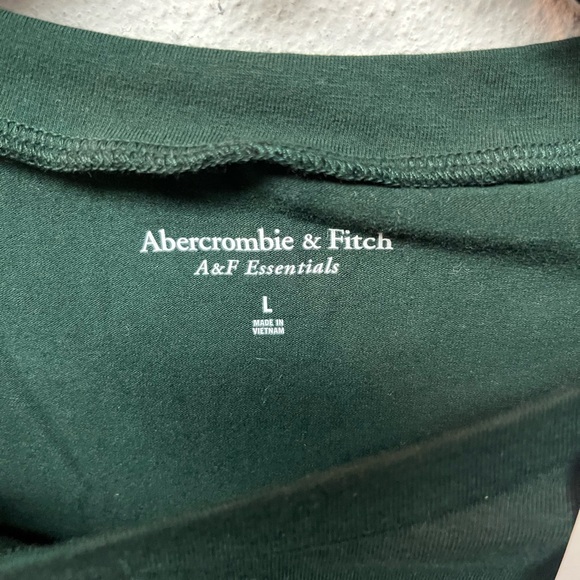 Abercrombie & Fitch
A&F Essentials
L
MADE IN
VIETNAM